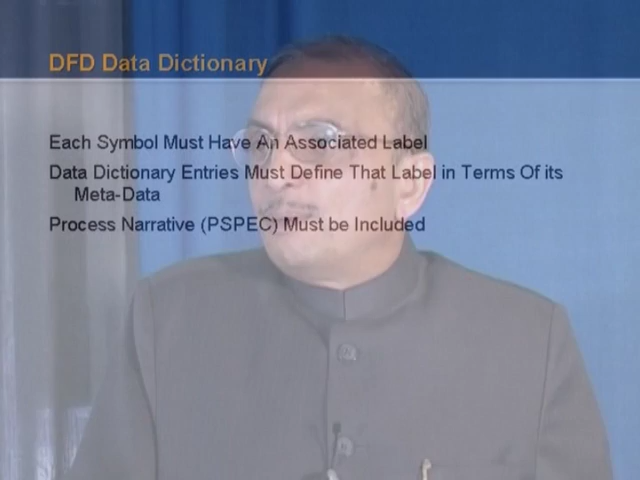 DFD Data Dictionary
Each Symbol Must Have An Associated Label
Data Dictionary Entries Must Define That Label in Terms Of its
Meta-Data
Process Narrative (PSPEC) Must be Included